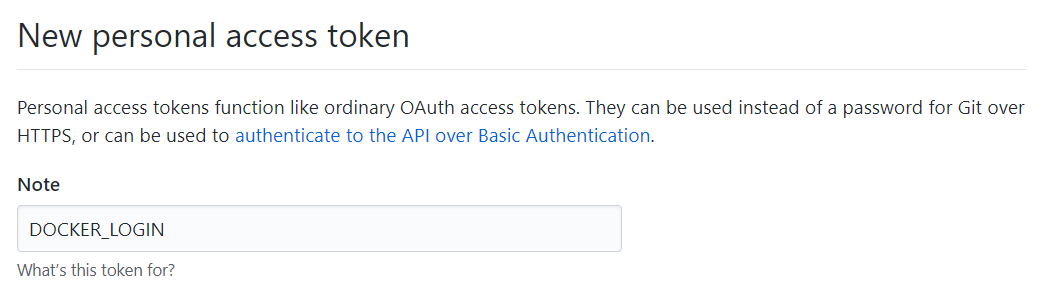 New personal access token
Personal access tokens function like ordinary OAuth access tokens. They can be used instead of a password for Git over
HTTPS, or can be used to authenticate to the API over Basic Authentication.
Note
DOCKER_LOGIN
What's this token for?